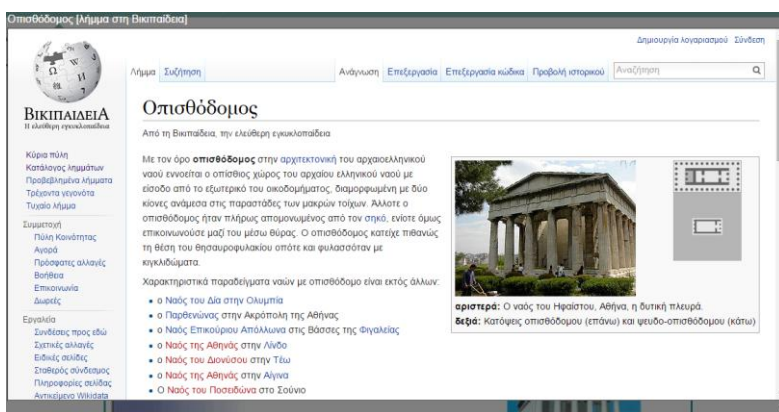 Οπισθόδομος [λήμμα στη Βικιπαίδεια]
Δημιουργία λογαριασμού Σύνδεση
Λήμμα Συζήτηση Ανάγνωση Επεξεργασία Επεξεργασία κώδικα Προβολή ιστορικού Αναζήτηση
ΒΙΚΙΠΑΙΔΕΙΑ
Η ελεύθερη εγκυκλοπαίδεια
Κύρια πύλη
Κατάλογος λημμάτων
Προβεβλημένα λήμματα
Τρέχοντα γεγονότα
Τυχαίο λήμμα
Συμμετοχή
Πύλη Κοινότητας
Αγορά
Πρόσφατες αλλαγές
Βοήθεια
Επικοινωνία
Δωρεές
Εργαλεία
Συνδέσεις προς εδώ
Σχετικές αλλαγές
Ειδικές σελίδες
Σταθερός σύνδεσμος
Πληροφορίες σελίδας
Αντικείμενο Wikidata
Οπισθόδομος
Από τη Βικιπαίδεια, την ελεύθερη εγκυκλοπαίδεια
Με τον όρο οπισθόδομος στην αρχιτεκτονική του αρχαιοελληνικού
ναού εννοείται ο οπίσθιος χώρος του αρχαίου ελληνικού ναού με
είσοδο από το εξωτερικό του οικοδομήματος, διαμορφωμένη με δύο
κίονες ανάμεσα στις παραστάδες των μακρών τοίχων. Άλλοτε ο
οπισθόδομος ήταν πλήρως απομονωμένος από τον σηκό, ενίοτε όμως
επικοινωνούσε μαζί του μέσω θύρας. Ο οπισθόδομος κατείχε πιθανώς
τη θέση του θησαυροφυλακίου οπότε και φυλασσόταν με
κιγκλιδώματα.
Χαρακτηριστικά παραδείγματα ναών με οπισθόδομο είναι εκτός άλλων:
ο Ναός του Δία στην Ολυμπία
ο Παρθενώνας στην Ακρόπολη της Αθήνας
ο Ναός Επικούριου Απόλλωνα στις Βάσσες της Φιγαλείας
ο Ναός της Αθηνάς στην Λίνδο
ο Ναός του Διονύσου στην Τέω
ο Ναός της Αθηνάς στην Αίγινα
Ο Ναός του Ποσειδώνα στο Σούνιο
αριστερά: Ο ναός του Ηφαίστου, Αθήνα, η δυτική πλευρά.
δεξιά: Κατόψεις οπισθόδομου (επάνω) και ψευδο-οπισθόδομου (κάτω)